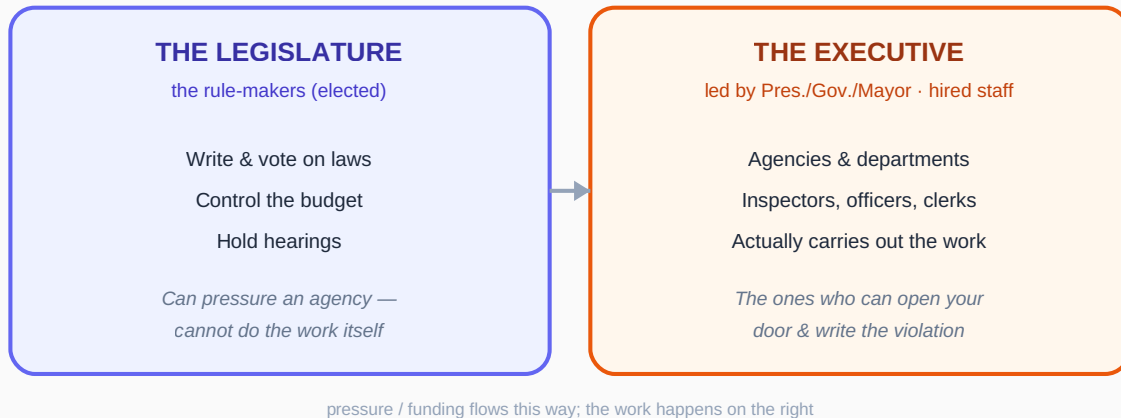 THE LEGISLATURE
the rule-makers (elected)
Write & vote on laws
Control the budget
Hold hearings
Can pressure an agency —
cannot do the work itself
THE EXECUTIVE
led by Pres./Gov./Mayor · hired staff
Agencies & departments
Inspectors, officers, clerks
Actually carries out the work
The ones who can open your
door & write the violation
pressure / funding flows this way; the work happens on the right